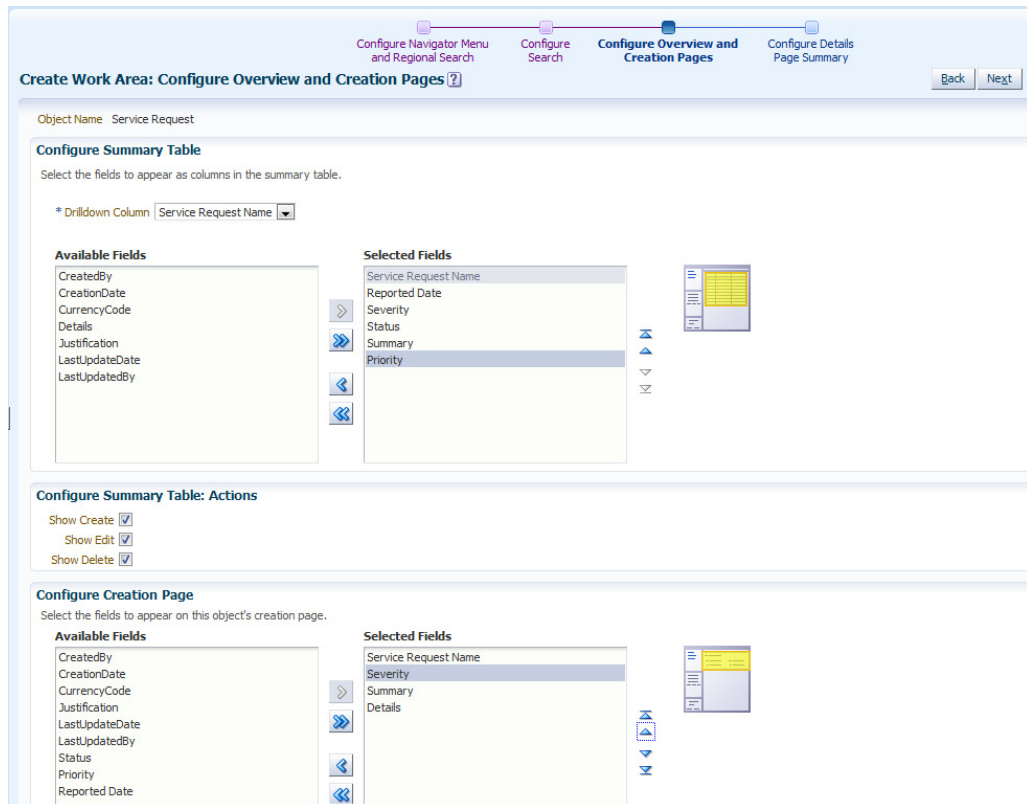 Configure Navigator Menu
and Regional Search
Configure
Search
Configure Overview and
Creation Pages
Configure Details
Page Summary
Create Work Area: Configure Overview and Creation Pages ?
Back
Next
Object Name Service Request
Configure Summary Table
Select the fields to appear as columns in the summary table.
* Drilldown Column Service Request Name
Available Fields
CreatedBy
CreationDate
CurrencyCode
Details
Justification
LastUpdateDate
LastUpdatedBy
Selected Fields
Service Request Name
Reported Date
Severity
Status
Summary
Priority
Configure Summary Table: Actions
Show Create
Show Edit
Show Delete
Configure Creation Page
Select the fields to appear on this object's creation page.
Available Fields
CreatedBy
CreationDate
CurrencyCode
Justification
LastUpdateDate
LastUpdatedBy
Status
Priority
Reported Date
Selected Fields
Service Request Name
Severity
Summary
Details